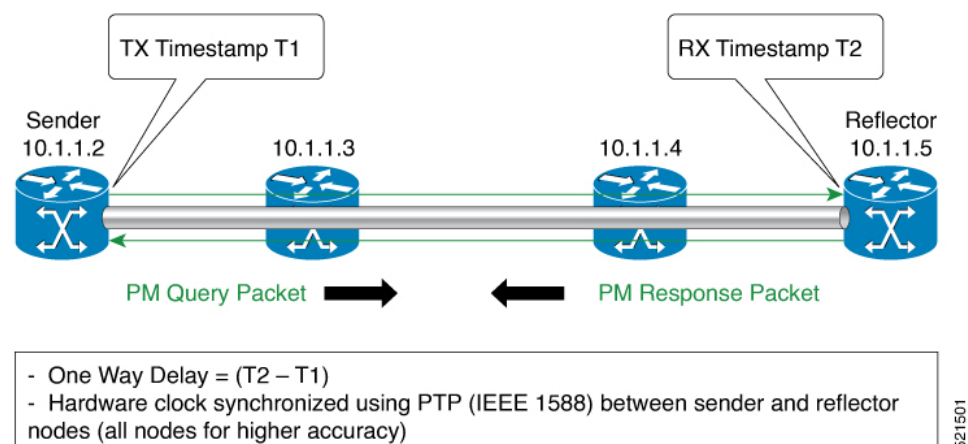 TX Timestamp T1
RX Timestamp T2
Sender
10.1.1.2
10.1.1.3
10.1.1.4
Reflector
10.1.1.5
PM Query Packet
PM Response Packet
- One Way Delay = (T2 – T1)
- Hardware clock synchronized using PTP (IEEE 1588) between sender and reflector
nodes (all nodes for higher accuracy)
521501